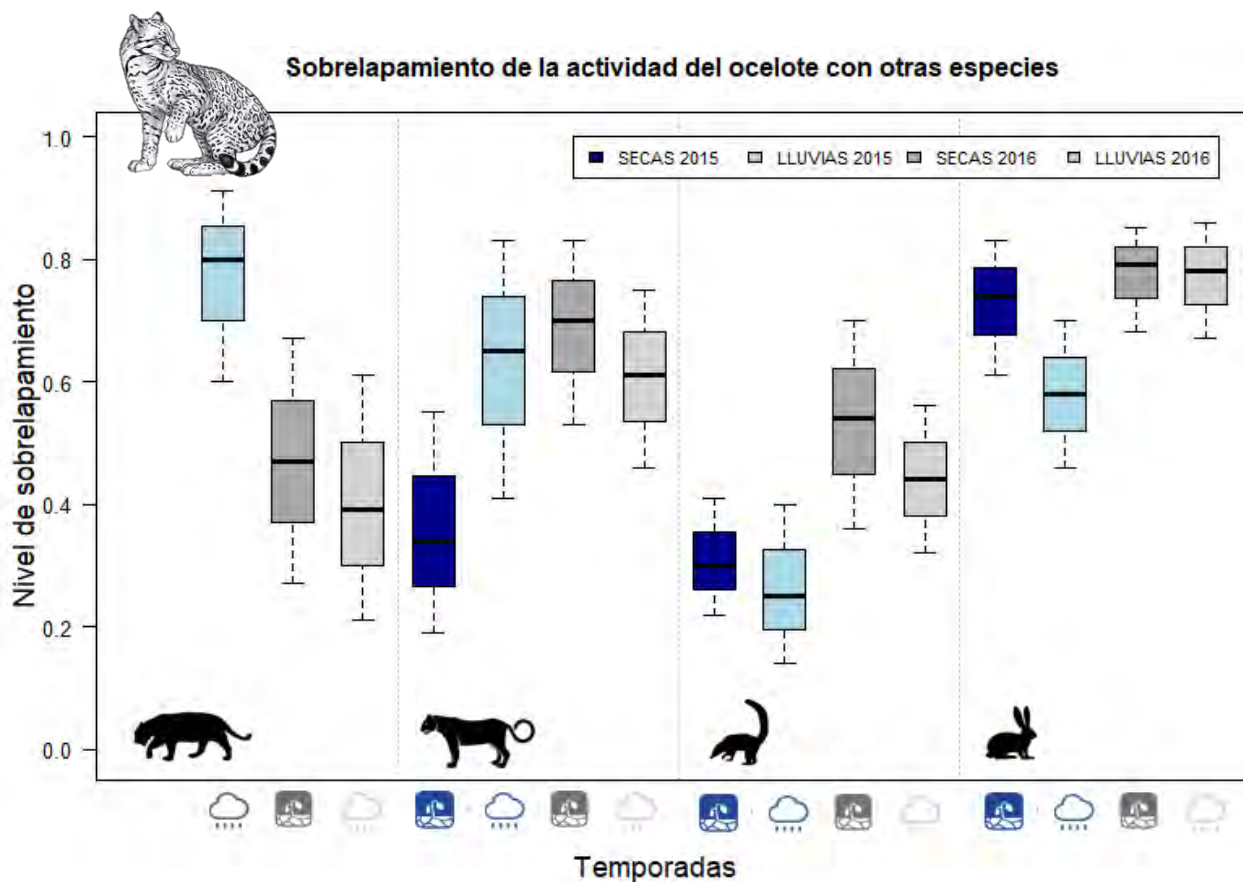 Sobrelapamiento de la actividad del ocelote con otras especies
SECAS 2015 LLUVIAS 2015 SECAS 2016 LLUVIAS 2016
Nivel de sobrelapamiento
1.0
0.8
0.6
0.4
0.2
0.0
Temporadas